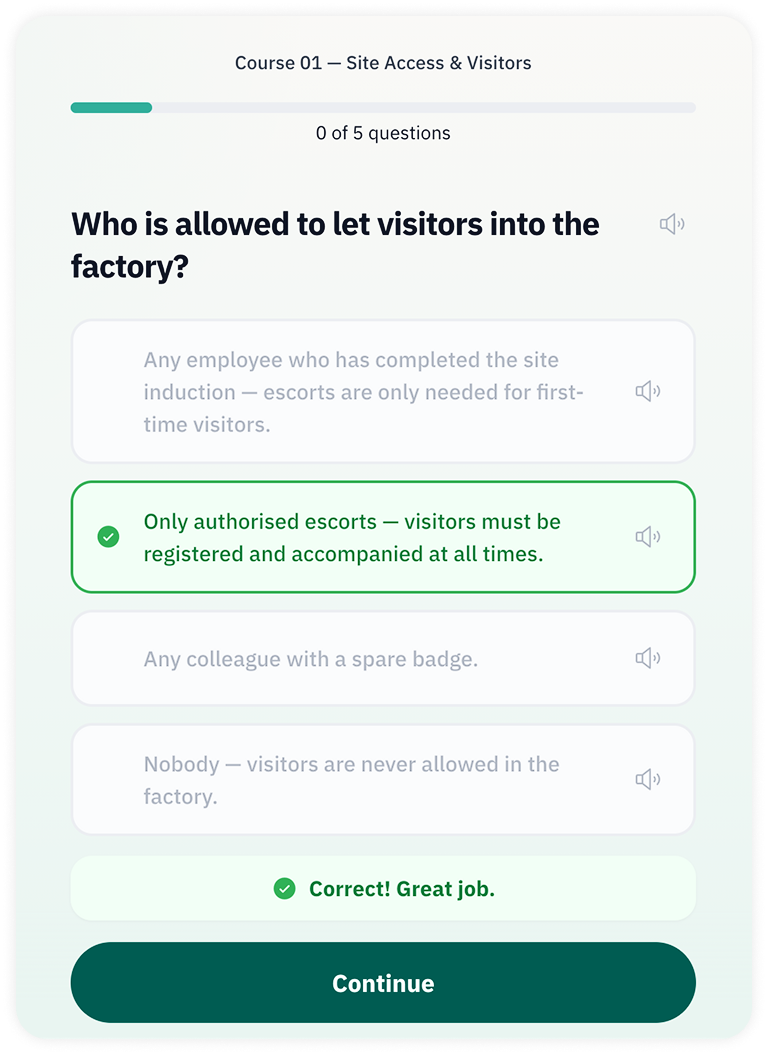 Course 01 — Site Access & Visitors
0 of 5 questions
Who is allowed to let visitors into the
factory?
Any employee who has completed the site
induction — escorts are only needed for first-
time visitors.
Only authorised escorts — visitors must be
registered and accompanied at all times.
Any colleague with a spare badge.
Nobody — visitors are never allowed in the
factory.
Correct! Great job.
Continue